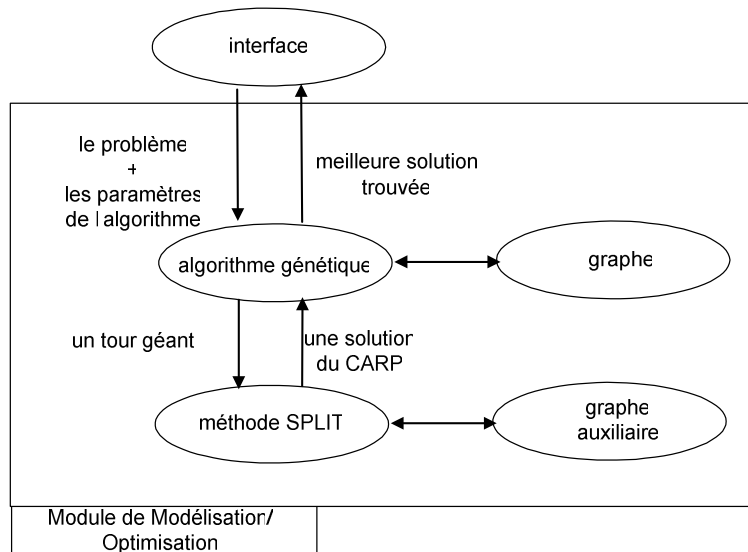 interface
le problème
+
les paramètres
de l algorithme
meilleure solution
trouvée
algorithme génétique
graphe
un tour géant
une solution
du CARP
méthode SPLIT
graphe
auxiliaire
Module de Modélisation/
Optimisation